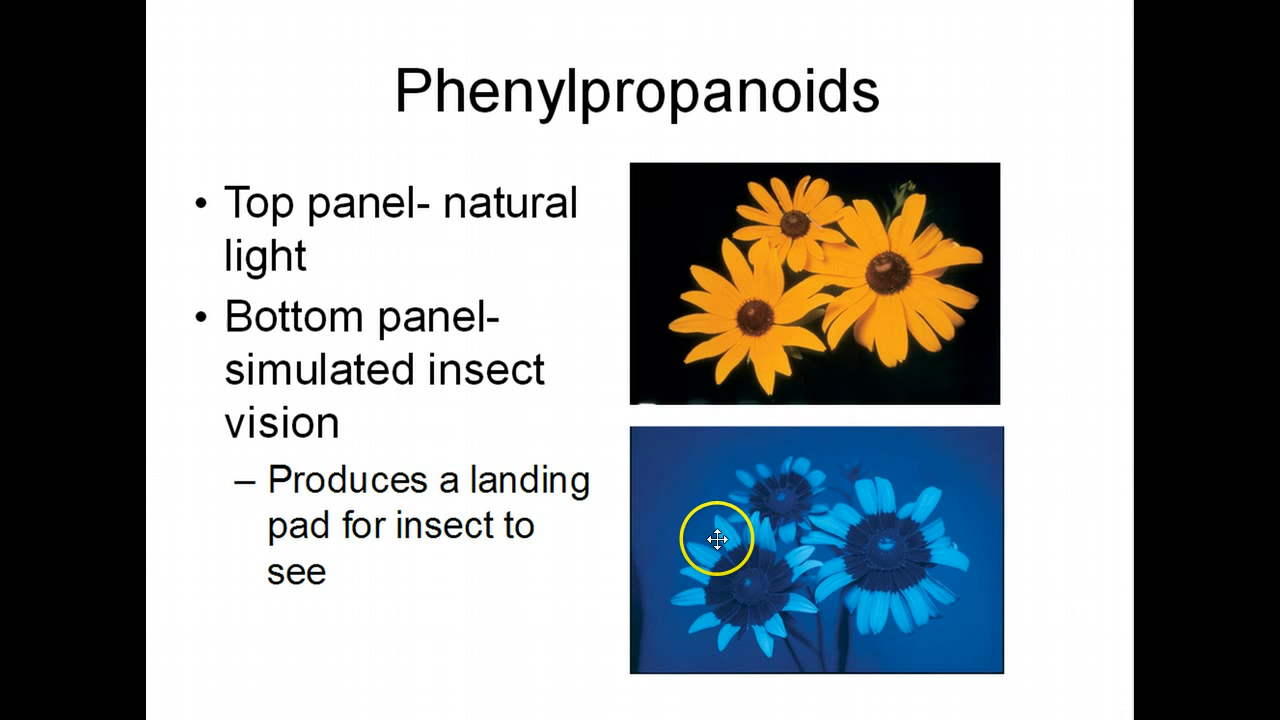 Phenylpropanoids
• Top panel- natural
light
• Bottom panel-
simulated insect
vision
– Produces a landing
pad for insect to
see